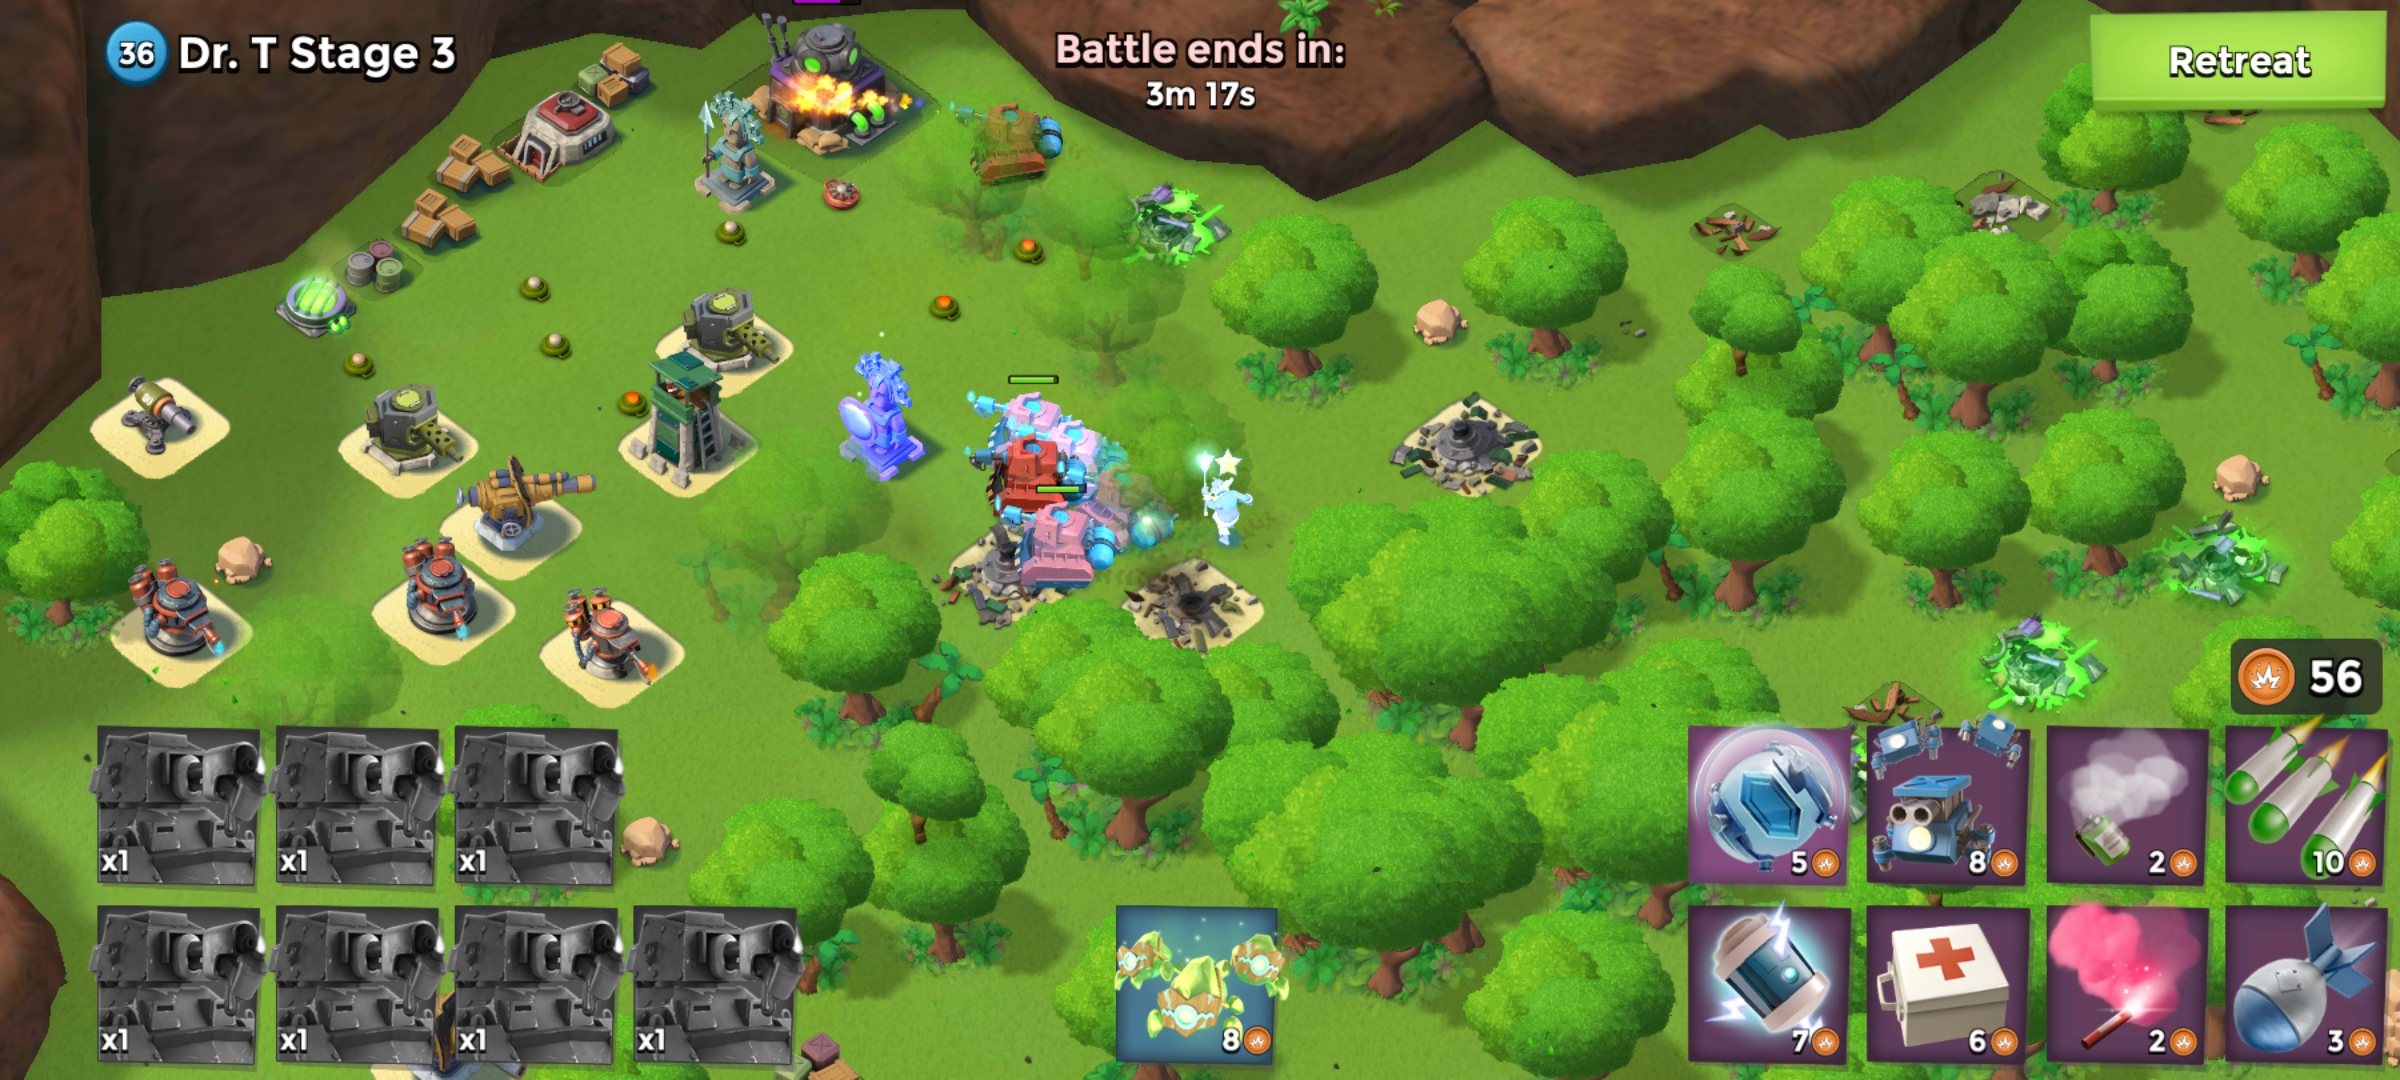 36 Dr. T Stage 3
Battle ends in:
3m 17s
Retreat
56
x1 x1 x1
5 8 2 10
x1 x1 x1 x1
8
7 6 2 3